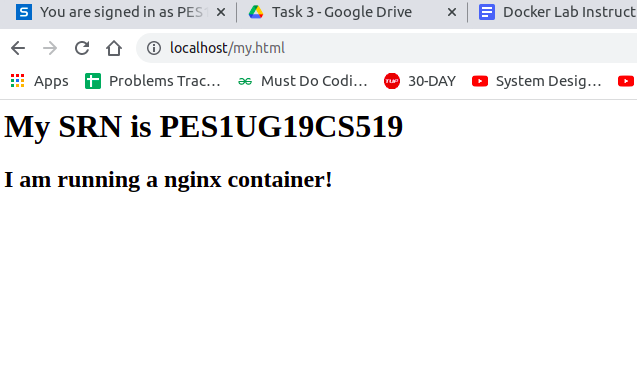 You are signed in as PES
Task 3 - Google Drive
Docker Lab Instruct
localhost/my.html
Apps
Problems Trac...
Must Do Codi...
30-DAY
System Desig...
My SRN is PES1UG19CS519
I am running a nginx container!